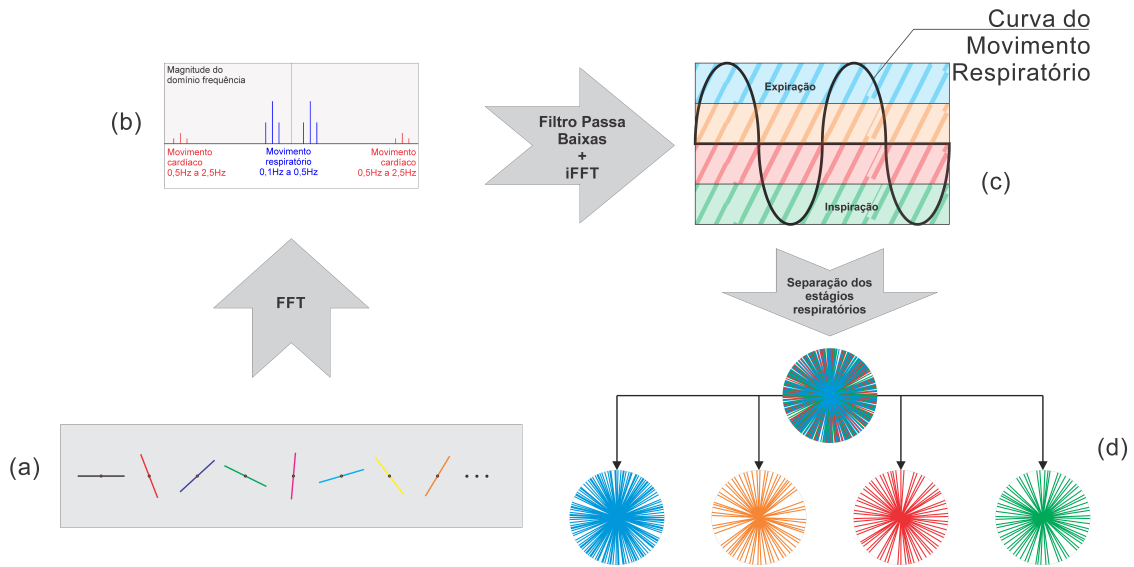 Curva do
Movimento
Respiratório
(b)
Magnitude do
domínio frequência
Movimento
cardíaco
0,5Hz a 2,5Hz
Movimento
respiratório
0,1Hz a 0,5Hz
Movimento
cardíaco
0,5Hz a 2,5Hz
Filtro Passa
Baixas
+
iFFT
Expiração
Inspiração
(c)
FFT
Separação dos
estágios
respiratórios
(a)
(d)